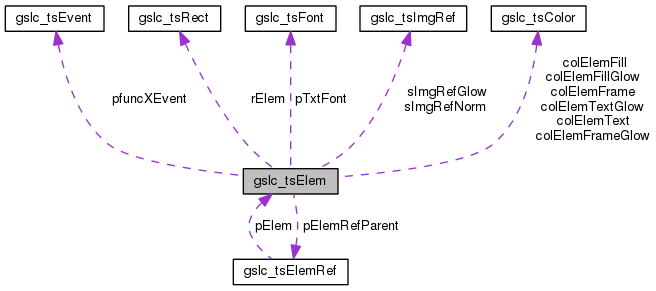 gslc_tsEvent
gslc_tsRect
gslc_tsFont
gslc_tsImgRef
gslc_tsColor
pfuncXEvent
rElem
pTxtFont
sImgRefGlow
sImgRefNorm
colElemFill
colElemFillGlow
colElemFrame
colElemTextGlow
colElemText
colElemFrameGlow
gslc_tsElem
pElem
pElemRefParent
gslc_tsElemRef